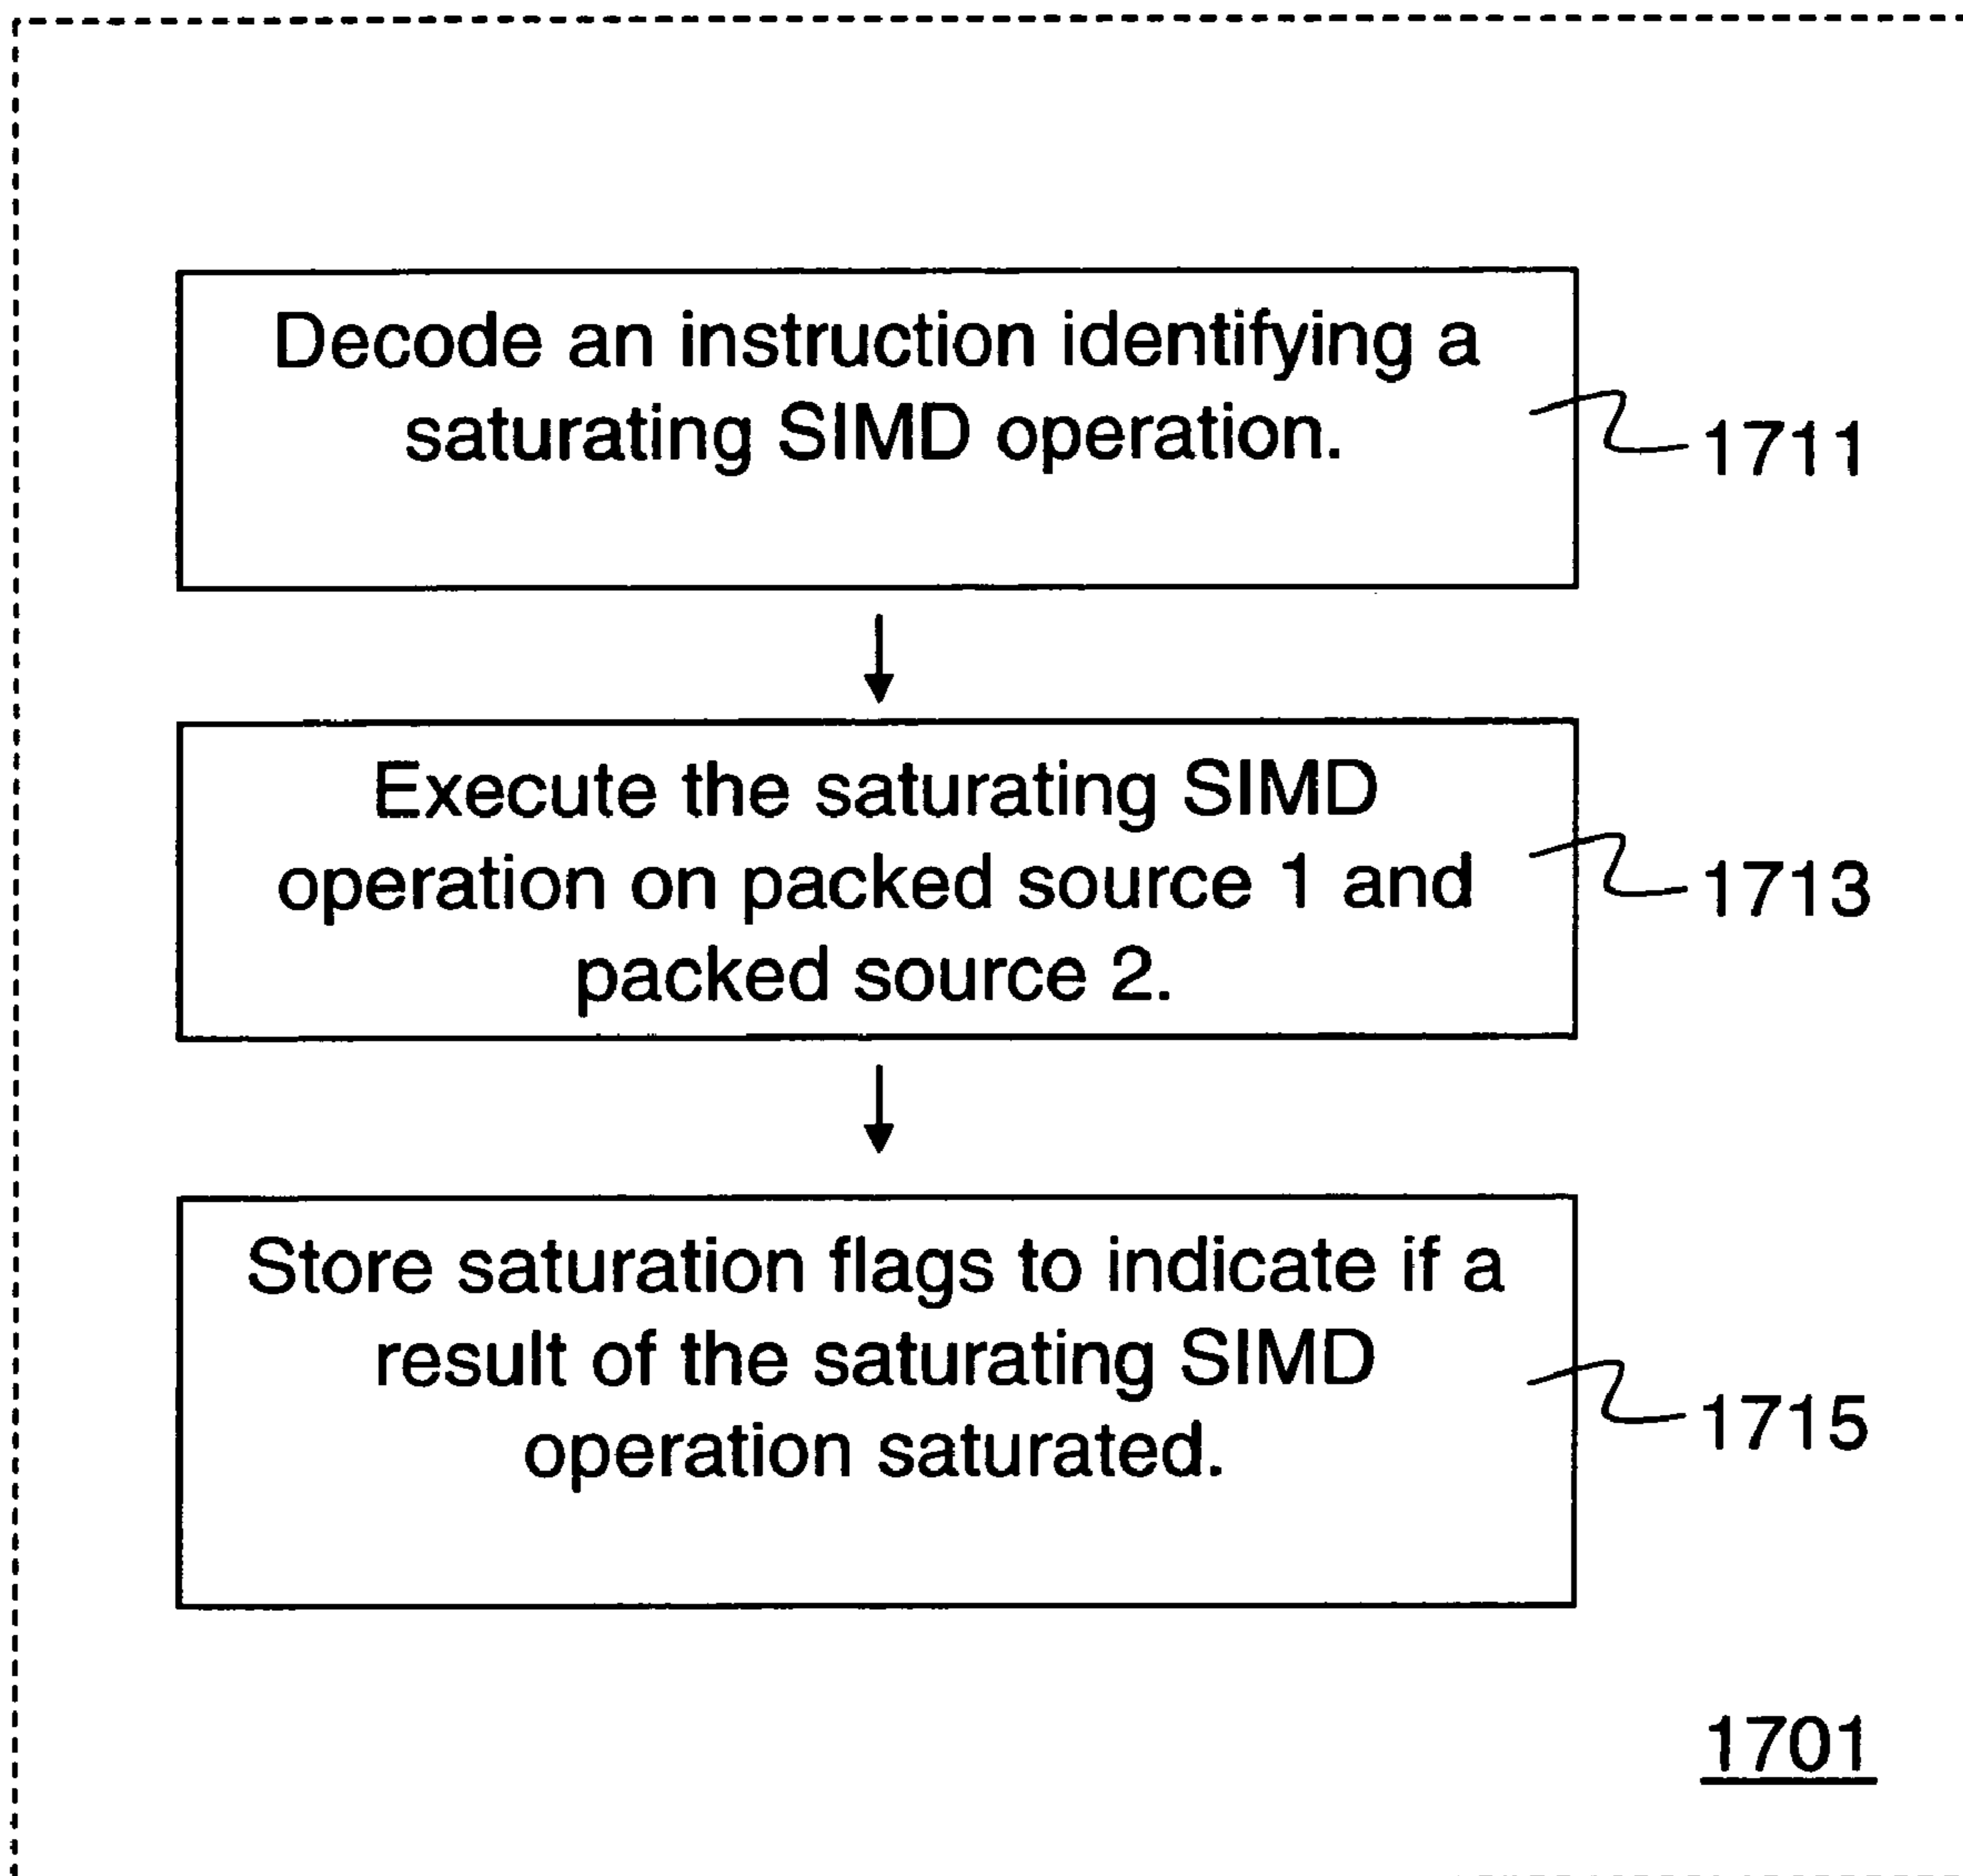 Decode an instruction identifying a
saturating SIMD operation.
1711
Execute the saturating SIMD
operation on packed source 1 and
packed source 2.
1713
Store saturation flags to indicate if a
result of the saturating SIMD
operation saturated.
1715
1701